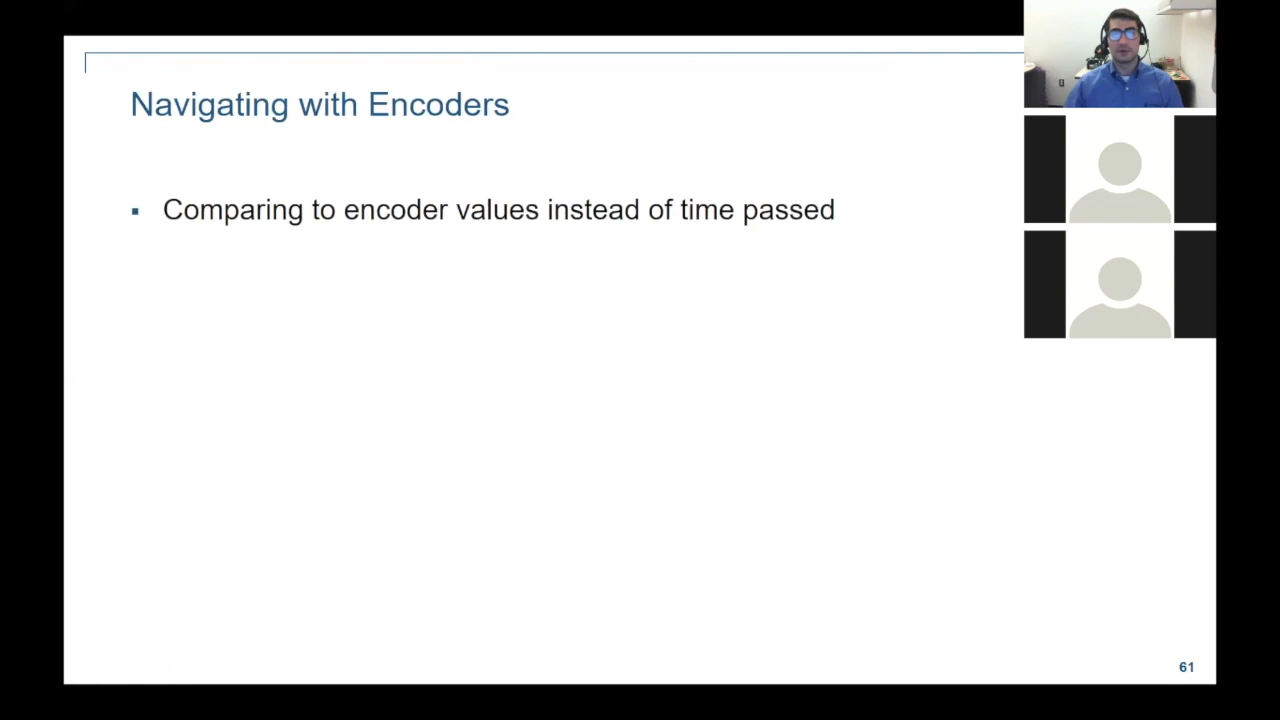 Navigating with Encoders
▪ Comparing to encoder values instead of time passed
61